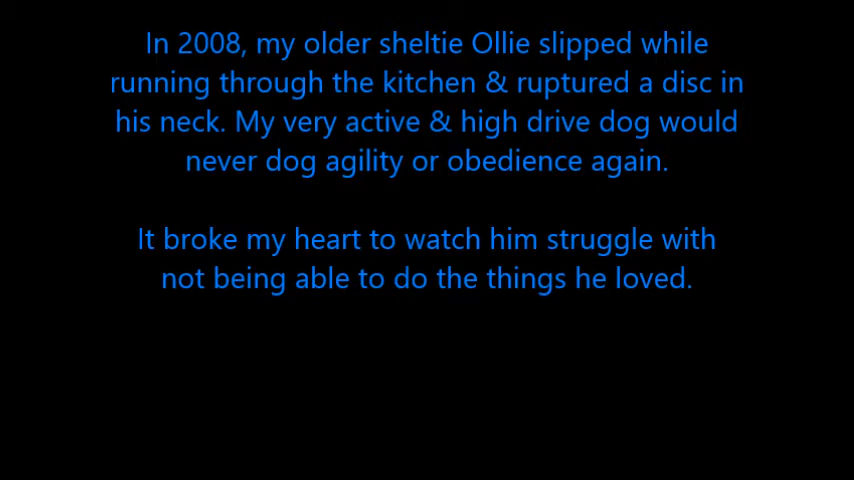 In 2008, my older sheltie Ollie slipped while
running through the kitchen & ruptured a disc in
his neck. My very active & high drive dog would
never dog agility or obedience again.
It broke my heart to watch him struggle with
not being able to do the things he loved.